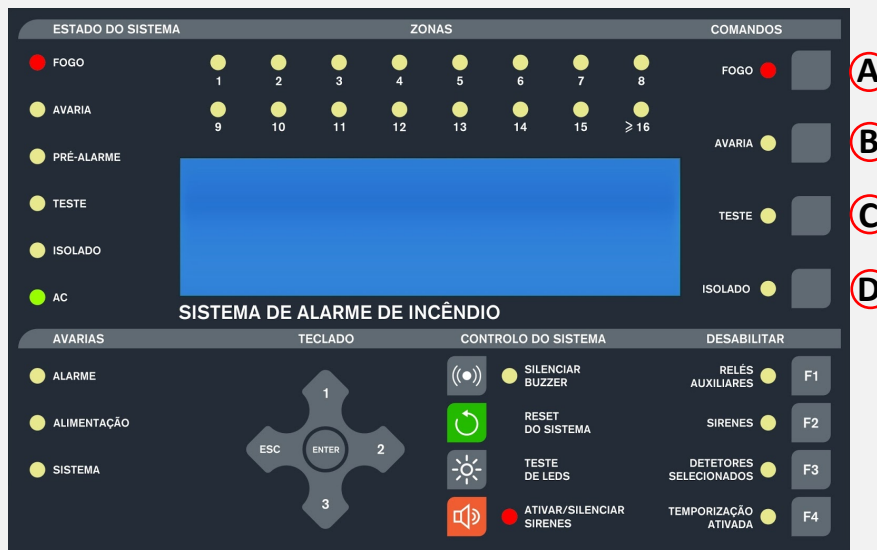 ESTADO DO SISTEMA
ZONAS
COMANDOS
FOGO
AVARIA
PRÉ-ALARME
TESTE
ISOLADO
AC
1 2 3 4 5 6 7 8
9 10 11 12 13 14 15 ⩾ 16
FOGO
A
AVARIA
B
TESTE
C
ISOLADO
D
SISTEMA DE ALARME DE INCÊNDIO
AVARIAS
TECLADO
CONTROLO DO SISTEMA
DESABILITAR
ALARME
ALIMENTAÇÃO
SISTEMA
1
ESC
ENTER
2
3
SILENCIAR
BUZZER
RESET
DO SISTEMA
TESTE
DE LEDS
ATIVAR/SILENCIAR
SIRENES
RELÉS
AUXILIARES
F1
SIRENES
F2
DETETORES
SELECIONADOS
F3
TEMPORIZAÇÃO
ATIVADA
F4